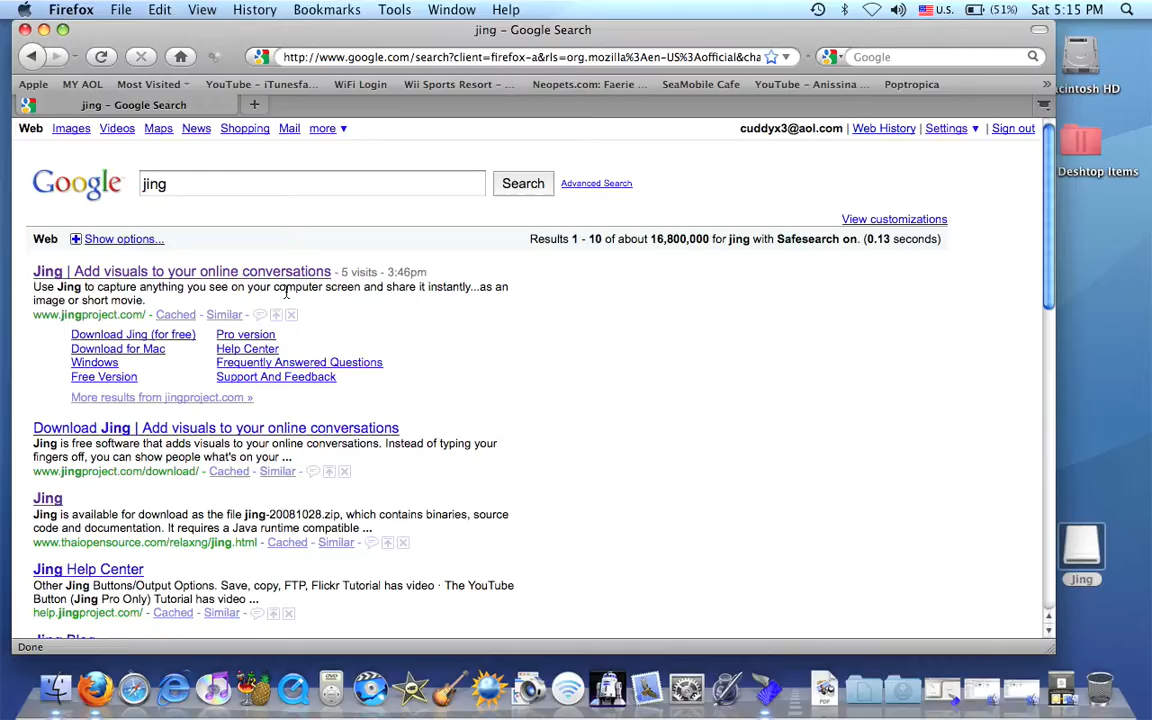 Firefox File Edit View History Bookmarks Tools Window Help U.S. (51%) Sat 5:15 PM
jing - Google Search
http://www.google.com/search?client=firefox-a&rls=org.mozilla%3Aen-US%3Aofficial&cha Google
Apple MY AOL Most Visited YouTube - iTunesfa... WiFi Login Wii Sports Resort - ... Neopets.com: Faerie ... SeaMobile Cafe YouTube - Anissina ... Poptropica »
jing - Google Search
Web Images Videos Maps News Shopping Mail more ▼ cuddyx3@aol.com | Web History | Settings ▼ | Sign out
Google jing Search Advanced Search
View customizations
Web Show options... Results 1 - 10 of about 16,800,000 for jing with Safesearch on. (0.13 seconds)
Jing | Add visuals to your online conversations - 5 visits - 3:46pm
Use Jing to capture anything you see on your computer screen and share it instantly...as an
image or short movie.
www.jingproject.com/ - Cached - Similar
Download Jing (for free) Pro version
Download for Mac Help Center
Windows Frequently Answered Questions
Free Version Support And Feedback
More results from jingproject.com »
Download Jing | Add visuals to your online conversations
Jing is free software that adds visuals to your online conversations. Instead of typing your
fingers off, you can show people what's on your ...
www.jingproject.com/download/ - Cached - Similar
Jing
Jing is available for download as the file jing-20081028.zip, which contains binaries, source
code and documentation. It requires a Java runtime compatible ...
www.thaiopensource.com/relaxng/jing.html - Cached - Similar
Jing Help Center
Other Jing Buttons/Output Options. Save, copy, FTP, Flickr Tutorial has video · The YouTube
Button (Jing Pro Only) Tutorial has video ...
help.jingproject.com/ - Cached - Similar
Jing Blog
Done
acintosh HD
Deshtop Items
Jing
PDF